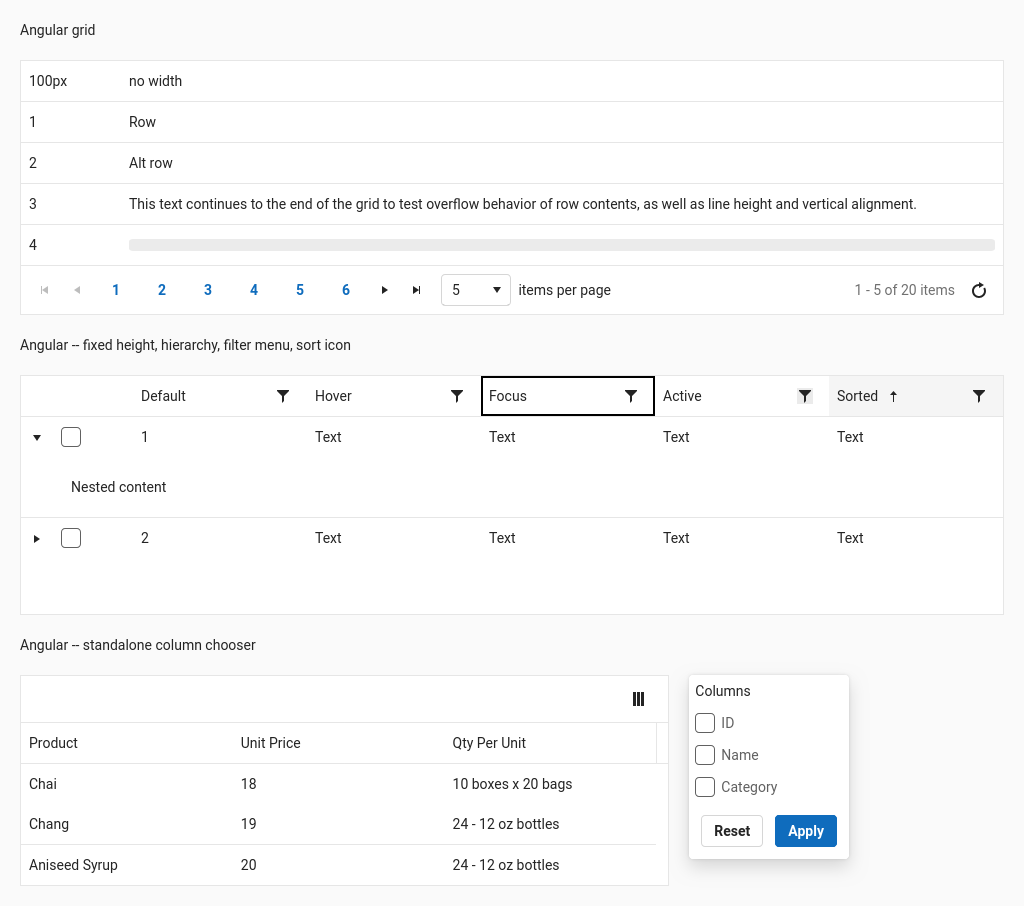 Angular grid
100px no width
1 Row
2 Alt row
3 This text continues to the end of the grid to test overflow behavior of row contents, as well as line height and vertical alignment.
4
1 2 3 4 5 6 5 items per page 1 - 5 of 20 items
Angular -- fixed height, hierarchy, filter menu, sort icon
Default Hover Focus Active Sorted
1 Text Text Text Text
Nested content
2 Text Text Text Text
Angular -- standalone column chooser
Product Unit Price Qty Per Unit
Chai 18 10 boxes x 20 bags
Chang 19 24 - 12 oz bottles
Aniseed Syrup 20 24 - 12 oz bottles
Columns
ID
Name
Category
Reset Apply